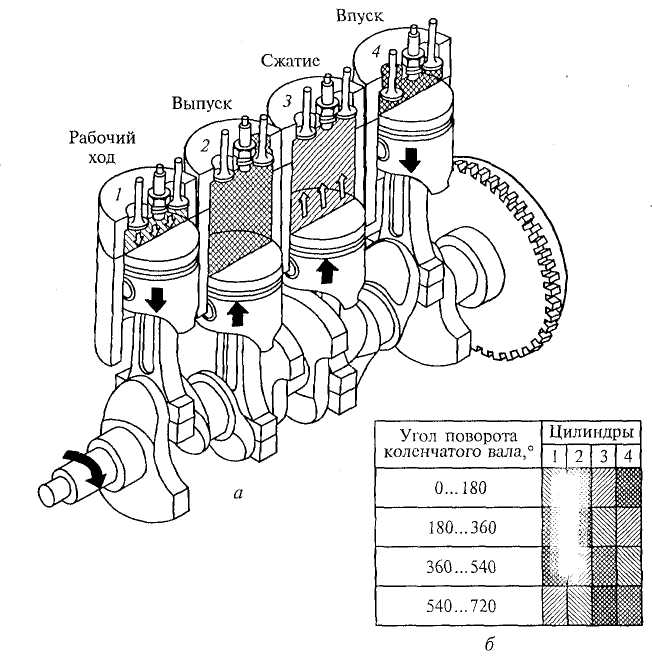 Впуск
4
Сжатие
3
Выпуск
2
Рабочий
ход
1
а
Угол поворота
коленчатого вала,°
Цилиндры
1 2 3 4
0...180
180...360
360...540
540...720
б